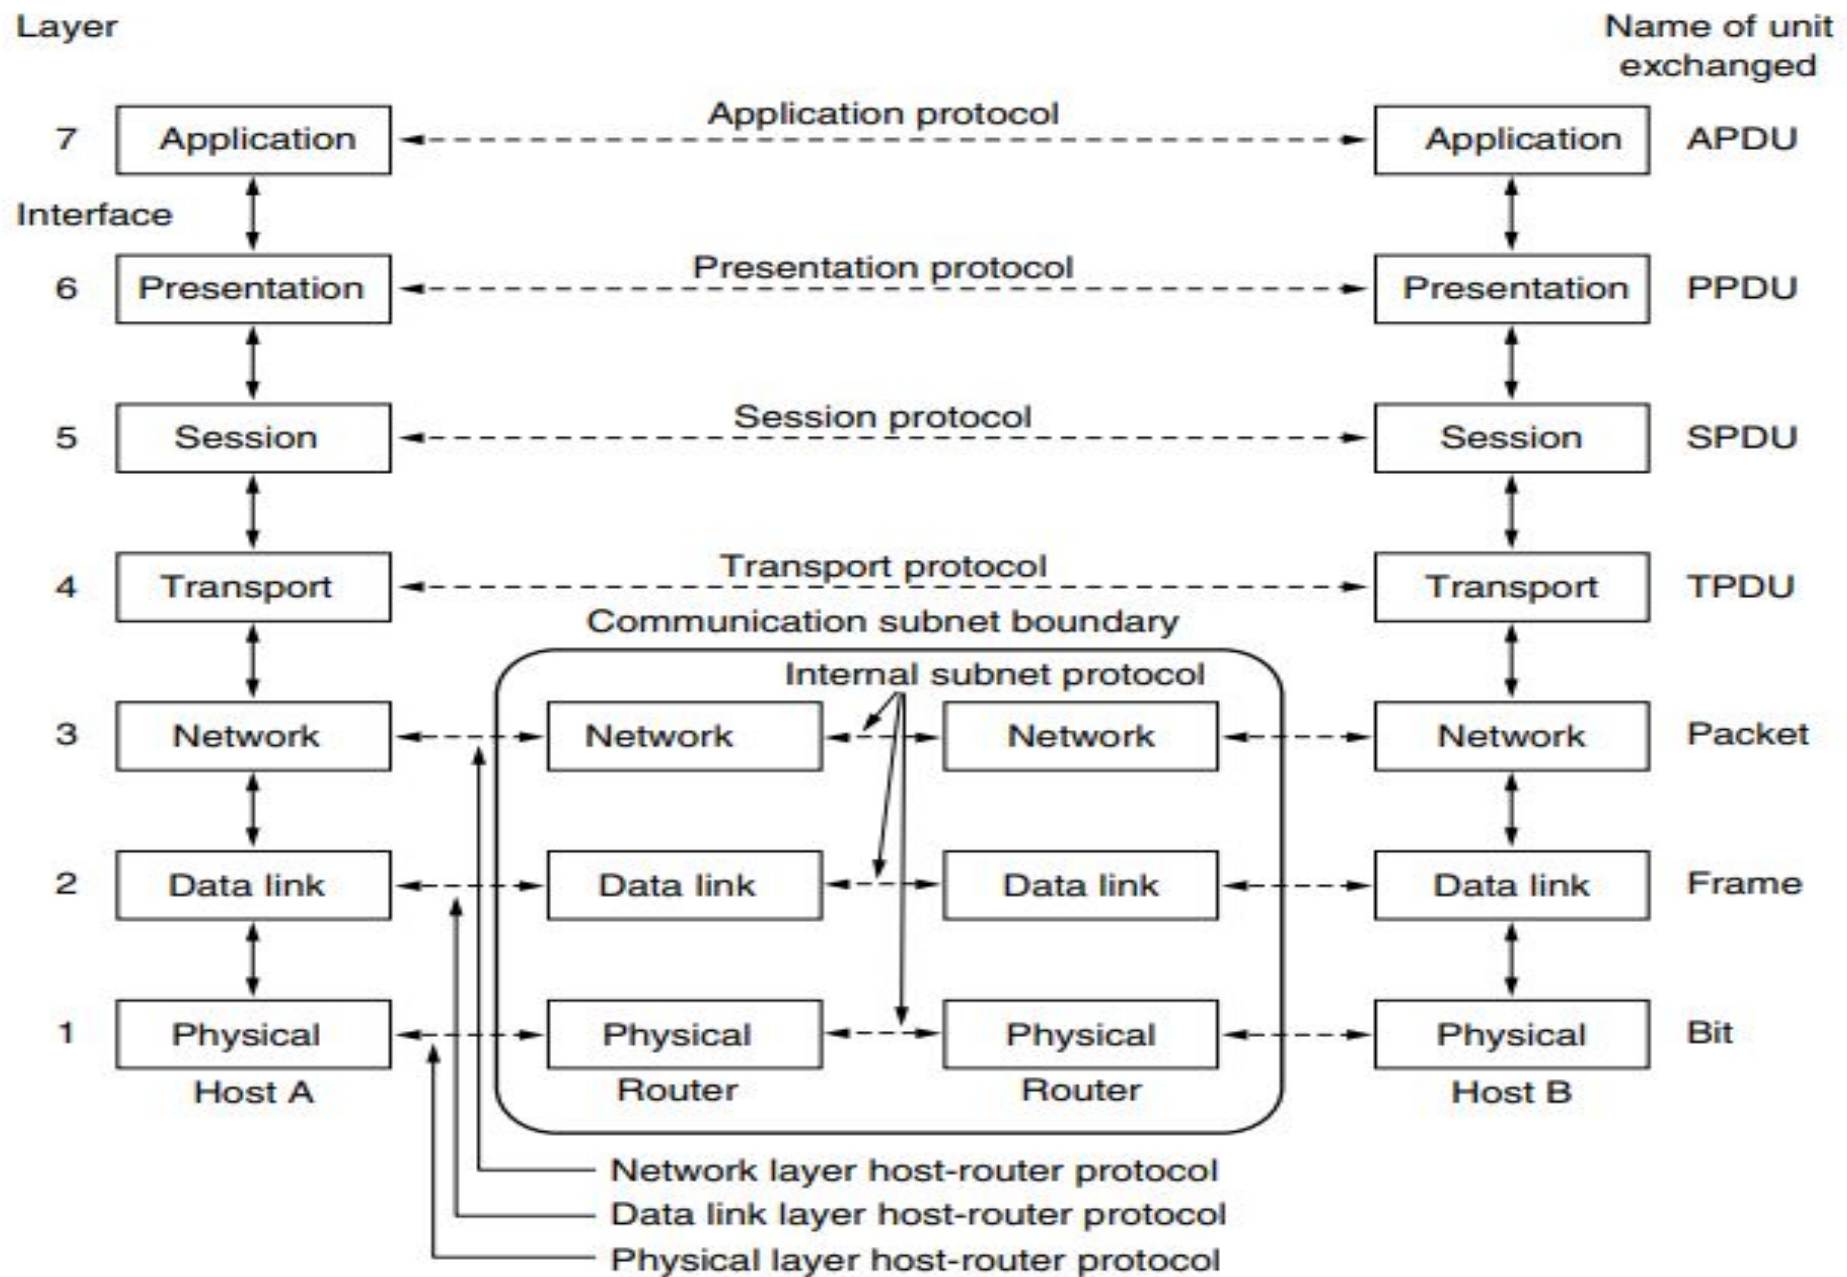 Layer
Name of unit
exchanged
Application protocol
7
Application
Application
APDU
Interface
Presentation protocol
6
Presentation
Presentation
PPDU
Session protocol
5
Session
Session
SPDU
Transport protocol
4
Transport
Transport
TPDU
Communication subnet boundary
Internal subnet protocol
3
Network
Network
Network
Network
Packet
2
Data link
Data link
Data link
Data link
Frame
1
Physical
Physical
Physical
Physical
Bit
Host A
Router
Router
Host B
Network layer host-router protocol
Data link layer host-router protocol
Physical layer host-router protocol